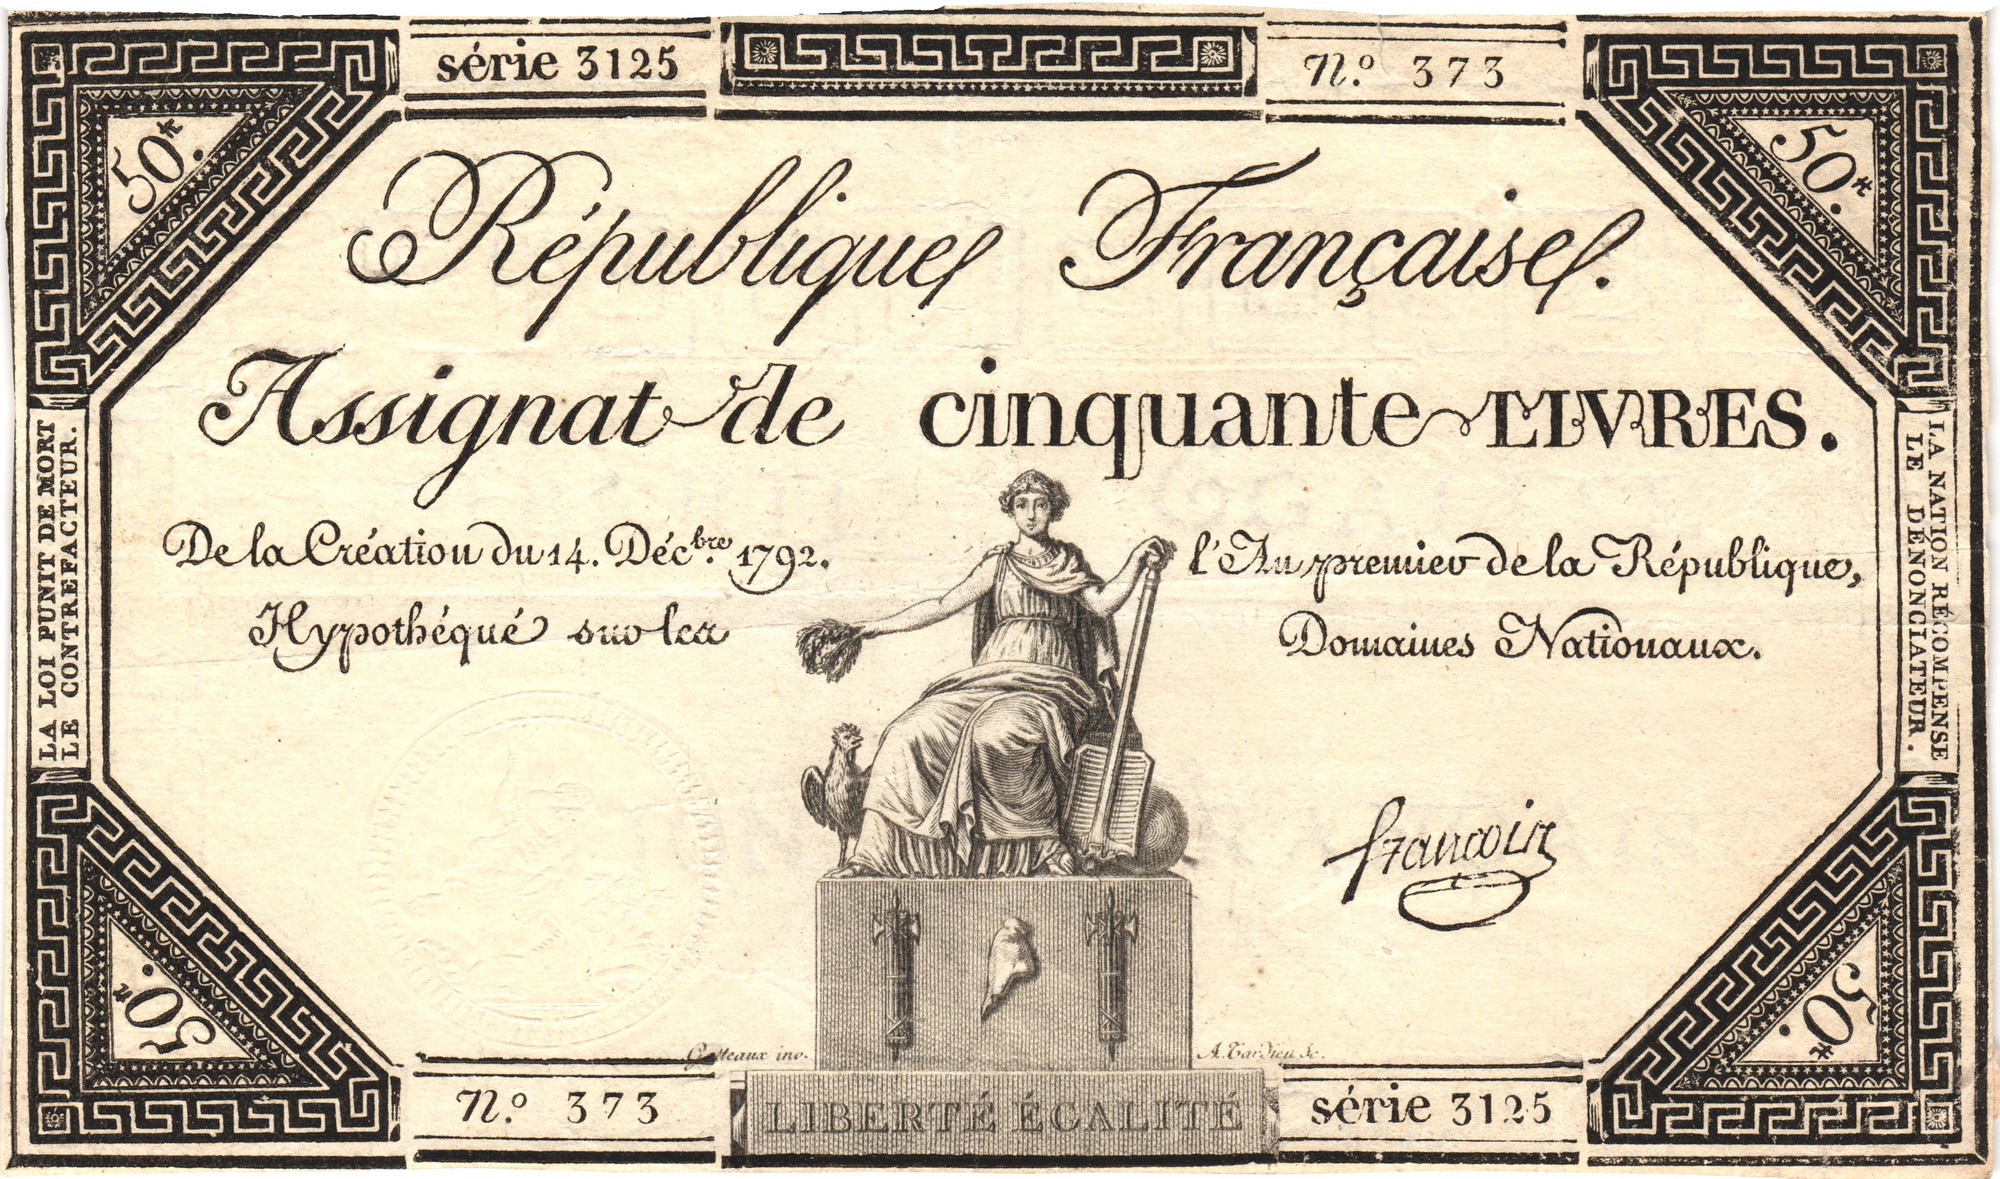 série 3125
N.º 373
50.
50.
République Française.
Assignat de cinquante LIVRES.
De la Création du 14. Déc.bre 1792.
l'An premier de la République,
Hypothéqué sur les
Domaines Nationaux.
LA LOI PUNIT DE MORT
LE CONTREFACTEUR.
LA NATION RÉCOMPENSE
LE DÉNONCIATEUR.
françois
Gatteaux inv.
A. Tardieu Sc.
50.
50.
N.º 373
LIBERTÉ ÉGALITÉ
série 3125